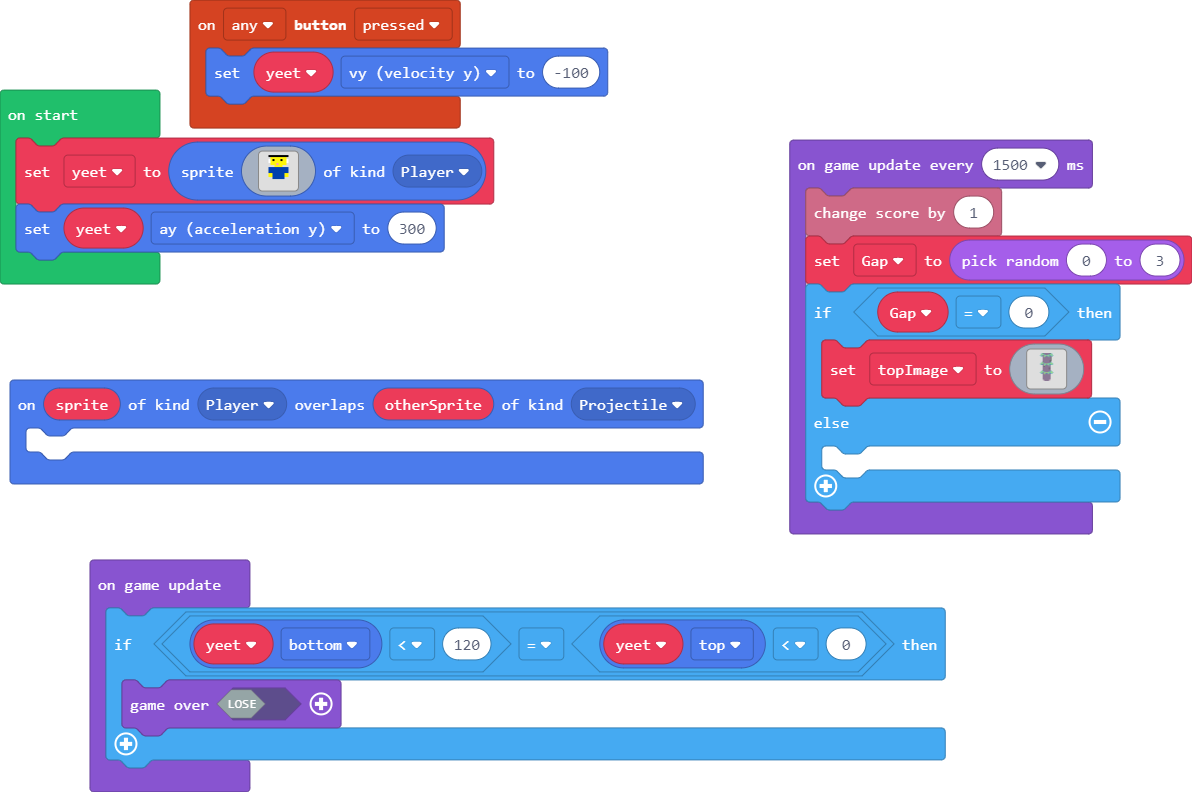 on any button pressed
set yeet vy (velocity y) to -100
on start
set yeet to sprite of kind Player
set yeet ay (acceleration y) to 300
on game update every 1500 ms
change score by 1
set Gap to pick random 0 to 3
if Gap = 0 then
set topImage to
else
on sprite of kind Player overlaps otherSprite of kind Projectile
on game update
if yeet bottom < 120 = yeet top < 0 then
game over LOSE